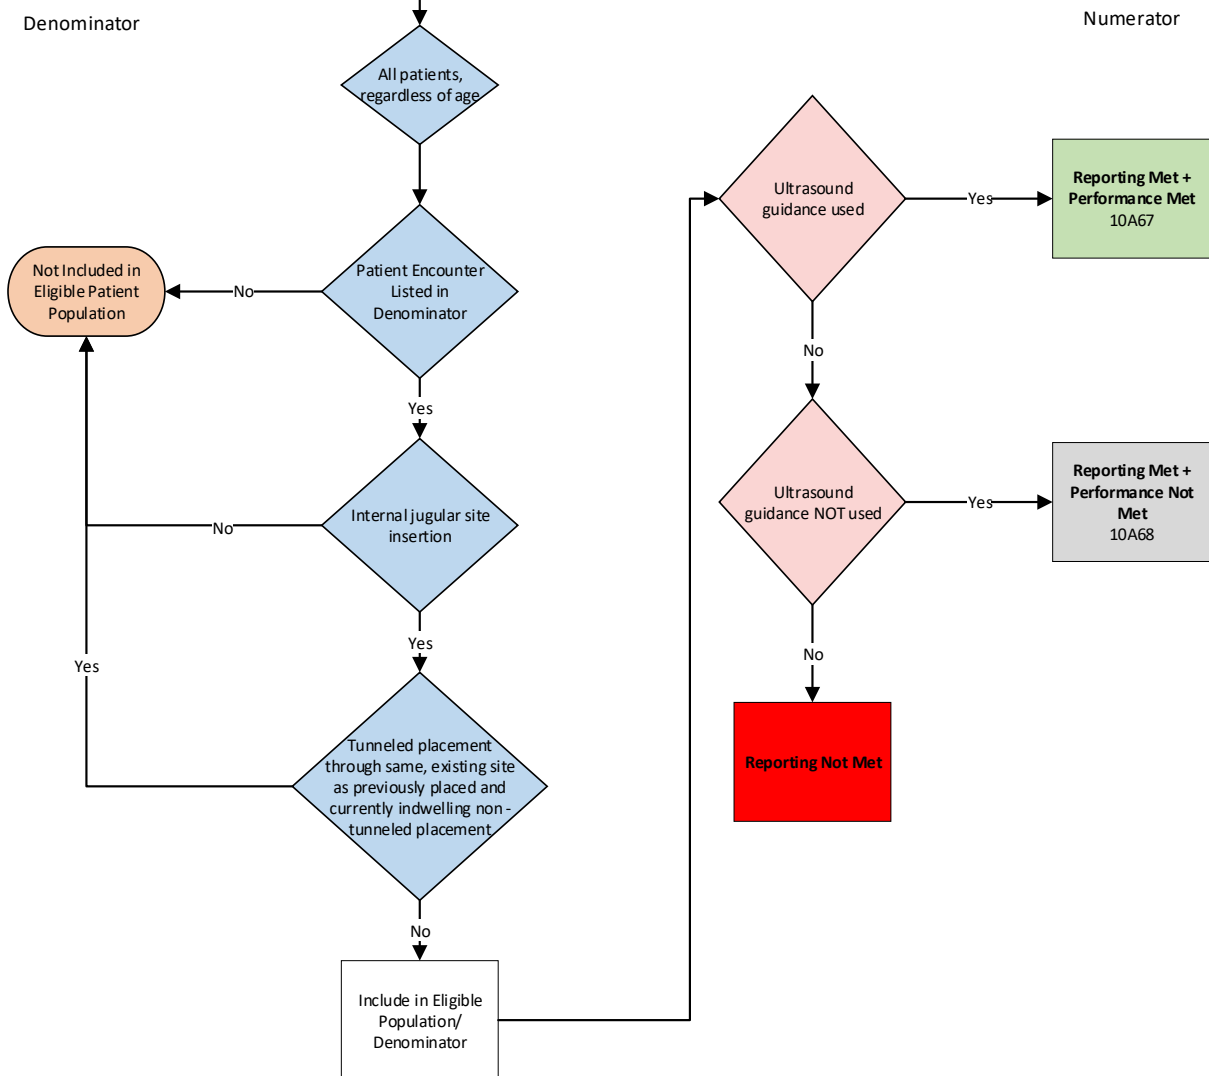 Denominator
All patients,
regardless of age
Patient Encounter
Listed in
Denominator
No
Not Included in
Eligible Patient
Population
Yes
Internal jugular site
insertion
No
Yes
Tunneled placement
through same, existing site
as previously placed and
currently indwelling non -
tunneled placement
Yes
No
Include in Eligible
Population/
Denominator
Numerator
Ultrasound
guidance used
Yes
Reporting Met +
Performance Met
10A67
No
Ultrasound
guidance NOT used
Yes
Reporting Met +
Performance Not
Met
10A68
No
Reporting Not Met